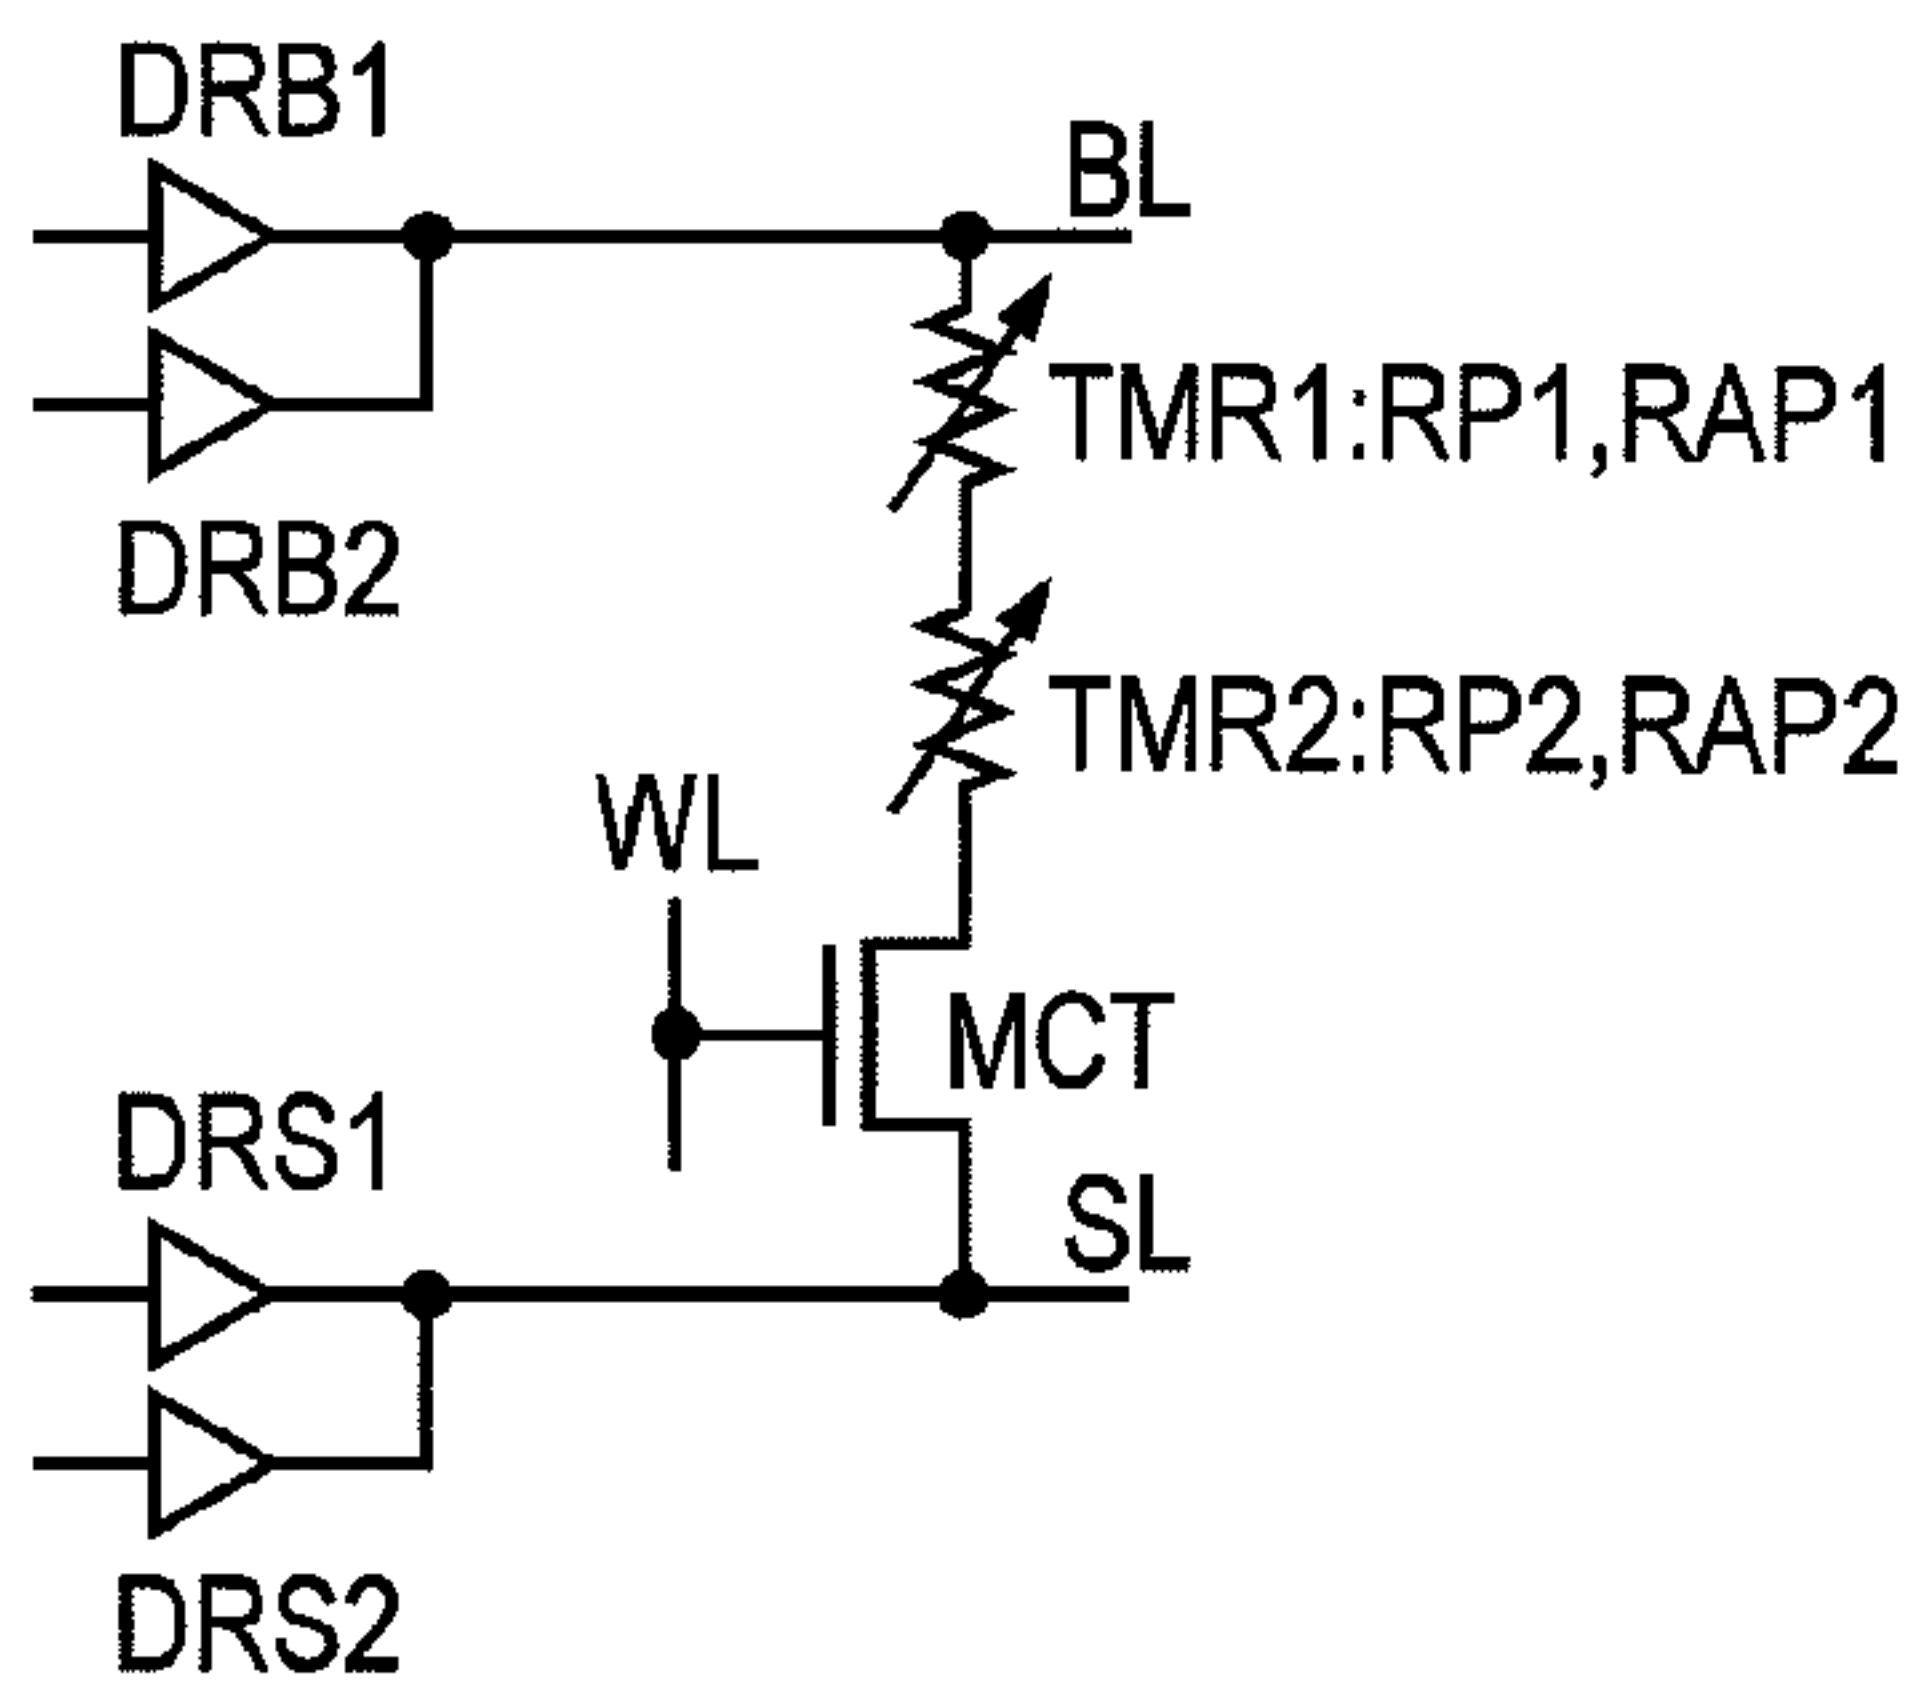 DRB1
BL
TMR1:RP1,RAP1
DRB2
TMR2:RP2,RAP2
WL
MCT
DRS1
SL
DRS2